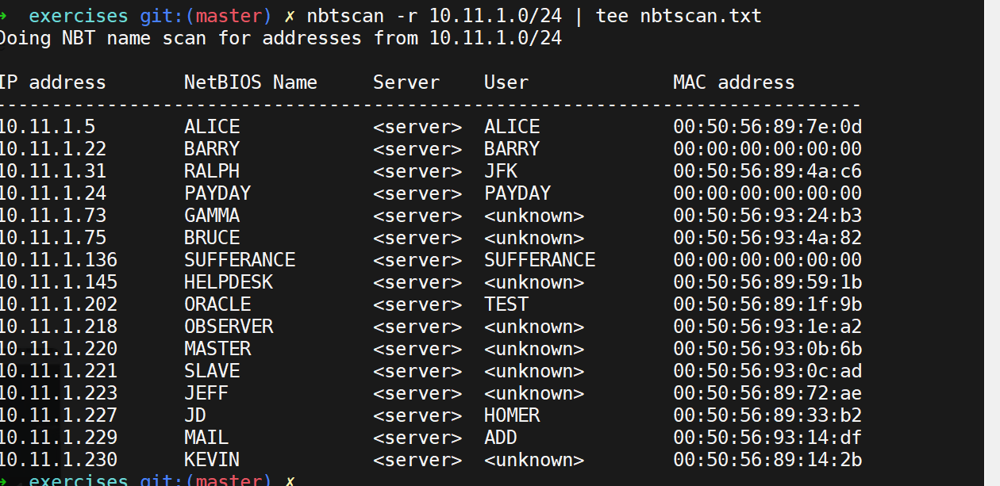 ➜ exercises git:(master) ✗ nbtscan -r 10.11.1.0/24 | tee nbtscan.txt
Doing NBT name scan for addresses from 10.11.1.0/24
IP address NetBIOS Name Server User MAC address
------------------------------------------------------------------------------
10.11.1.5 ALICE <server> ALICE 00:50:56:89:7e:0d
10.11.1.22 BARRY <server> BARRY 00:00:00:00:00:00
10.11.1.31 RALPH <server> JFK 00:50:56:89:4a:c6
10.11.1.24 PAYDAY <server> PAYDAY 00:00:00:00:00:00
10.11.1.73 GAMMA <server> <unknown> 00:50:56:93:24:b3
10.11.1.75 BRUCE <server> <unknown> 00:50:56:93:4a:82
10.11.1.136 SUFFERANCE <server> SUFFERANCE 00:00:00:00:00:00
10.11.1.145 HELPDESK <server> <unknown> 00:50:56:89:59:1b
10.11.1.202 ORACLE <server> TEST 00:50:56:89:1f:9b
10.11.1.218 OBSERVER <server> <unknown> 00:50:56:93:1e:a2
10.11.1.220 MASTER <server> <unknown> 00:50:56:93:0b:6b
10.11.1.221 SLAVE <server> <unknown> 00:50:56:93:0c:ad
10.11.1.223 JEFF <server> <unknown> 00:50:56:89:72:ae
10.11.1.227 JD <server> HOMER 00:50:56:89:33:b2
10.11.1.229 MAIL <server> ADD 00:50:56:93:14:df
10.11.1.230 KEVIN <server> <unknown> 00:50:56:89:14:2b
➜ exercises git:(master) ✗